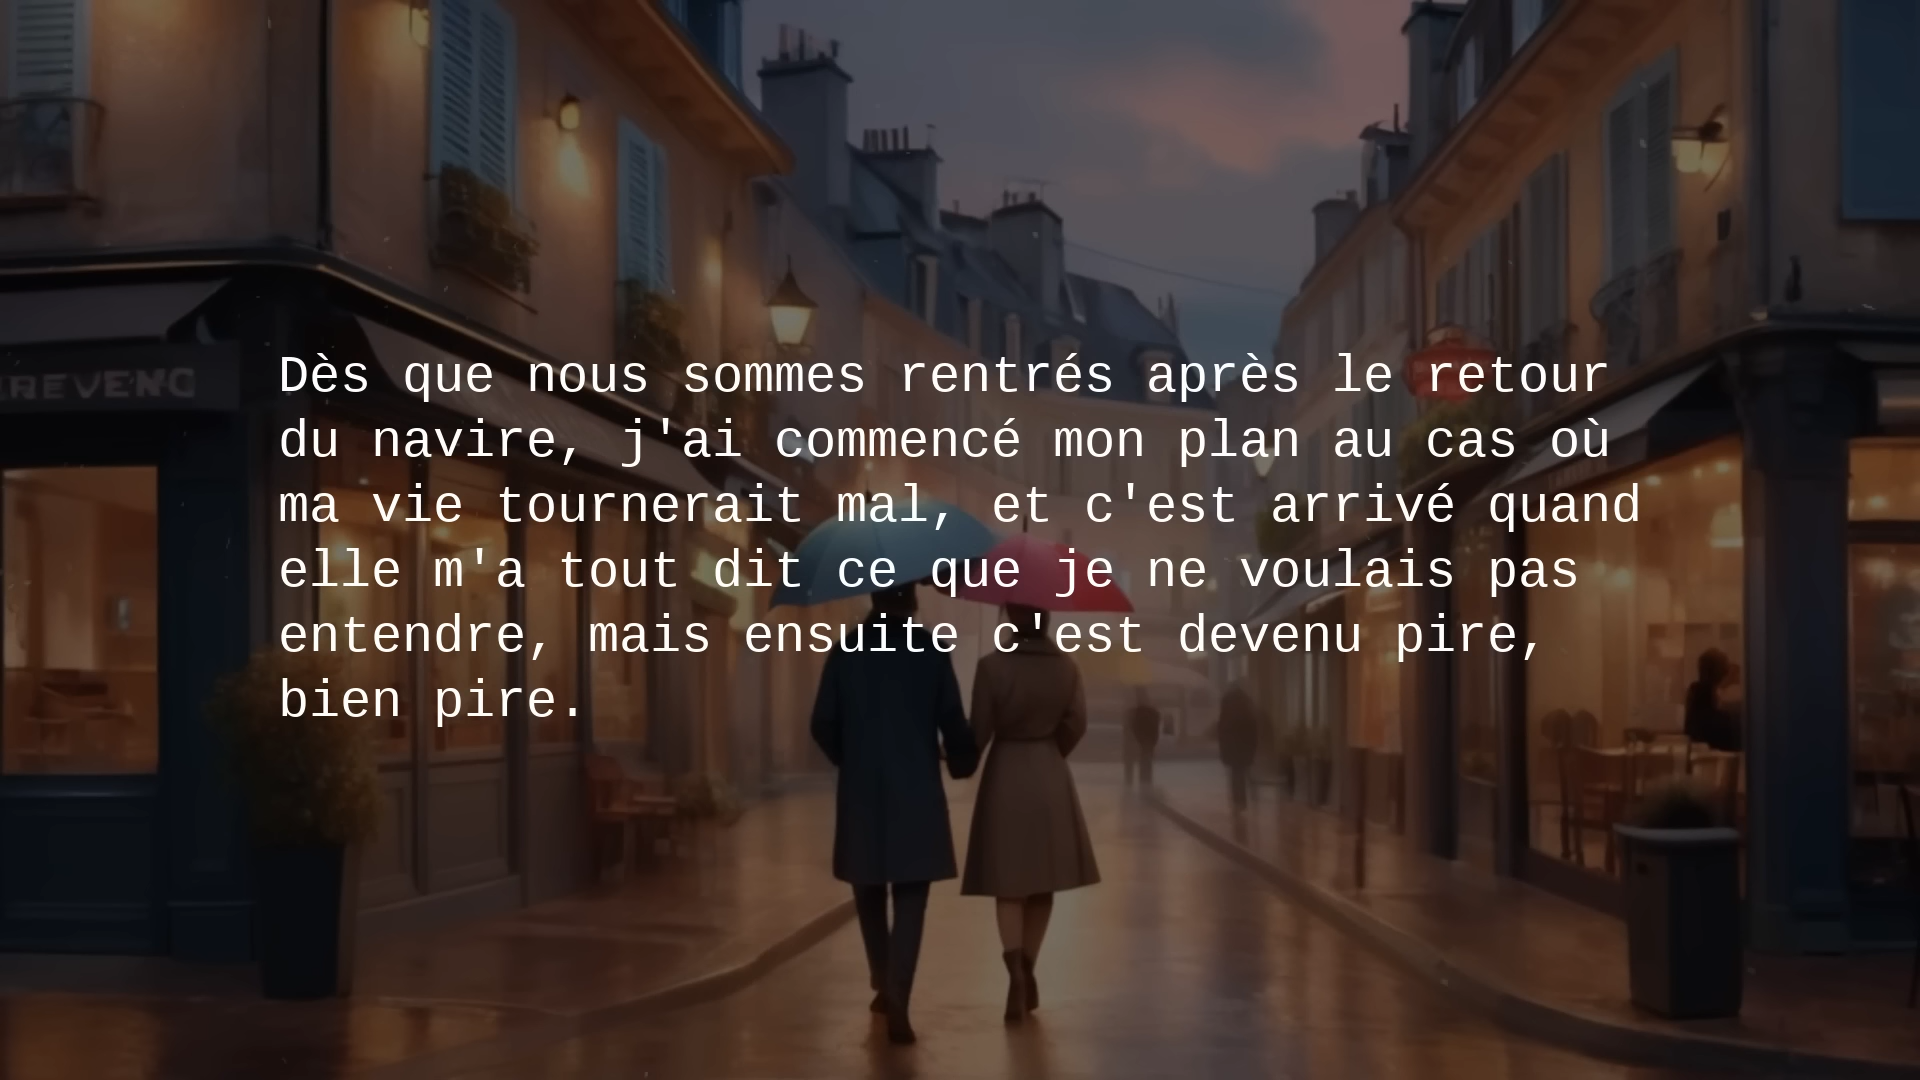 REVENC
Dès que nous sommes rentrés après le retour
du navire, j'ai commencé mon plan au cas où
ma vie tournerait mal, et c'est arrivé quand
elle m'a tout dit ce que je ne voulais pas
entendre, mais ensuite c'est devenu pire,
bien pire.